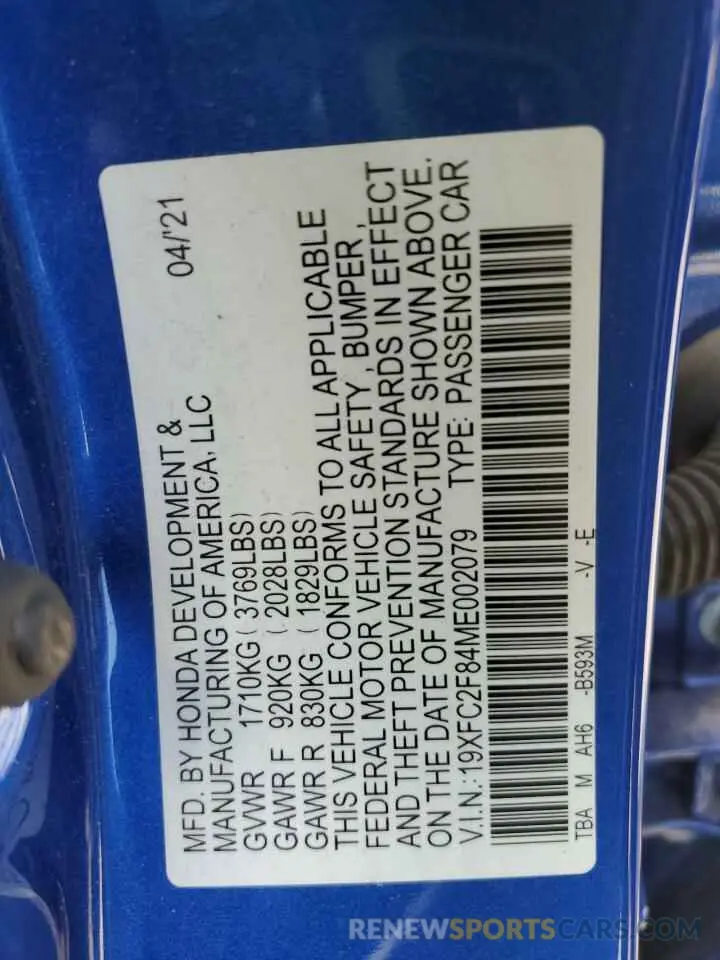 MFD. BY HONDA DEVELOPMENT & 04/'21
MANUFACTURING OF AMERICA, LLC
GVWR 1710KG ( 3769LBS)
GAWR F 920KG ( 2028LBS)
GAWR R 830KG ( 1829LBS)
THIS VEHICLE CONFORMS TO ALL APPLICABLE
FEDERAL MOTOR VEHICLE SAFETY, BUMPER,
AND THEFT PREVENTION STANDARDS IN EFFECT
ON THE DATE OF MANUFACTURE SHOWN ABOVE.
V.I.N.:19XFC2F84ME002079 TYPE: PASSENGER CAR
TBA M AH6 -B593M -V -E
RENEWSPORTSCARS.COM